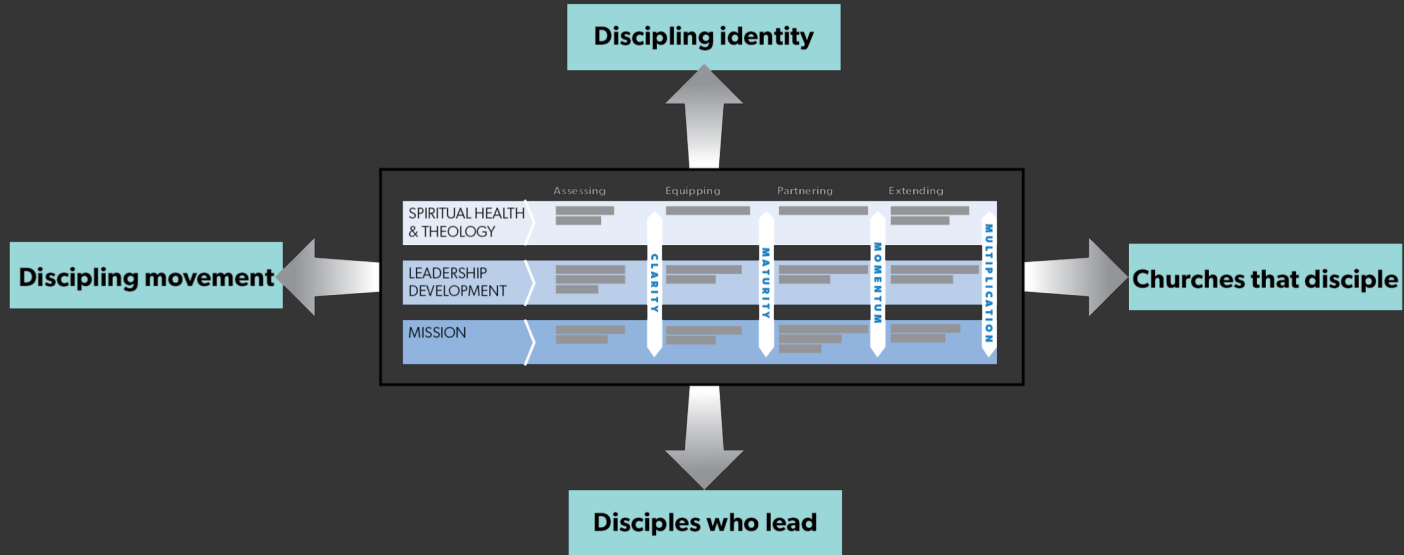 Discipling identity
Assessing Equipping Partnering Extending
SPIRITUAL HEALTH
& THEOLOGY
LEADERSHIP
DEVELOPMENT
MISSION
CLARITY
MATURITY
MOMENTUM
MULTIPLICATION
Discipling movement
Churches that disciple
Disciples who lead